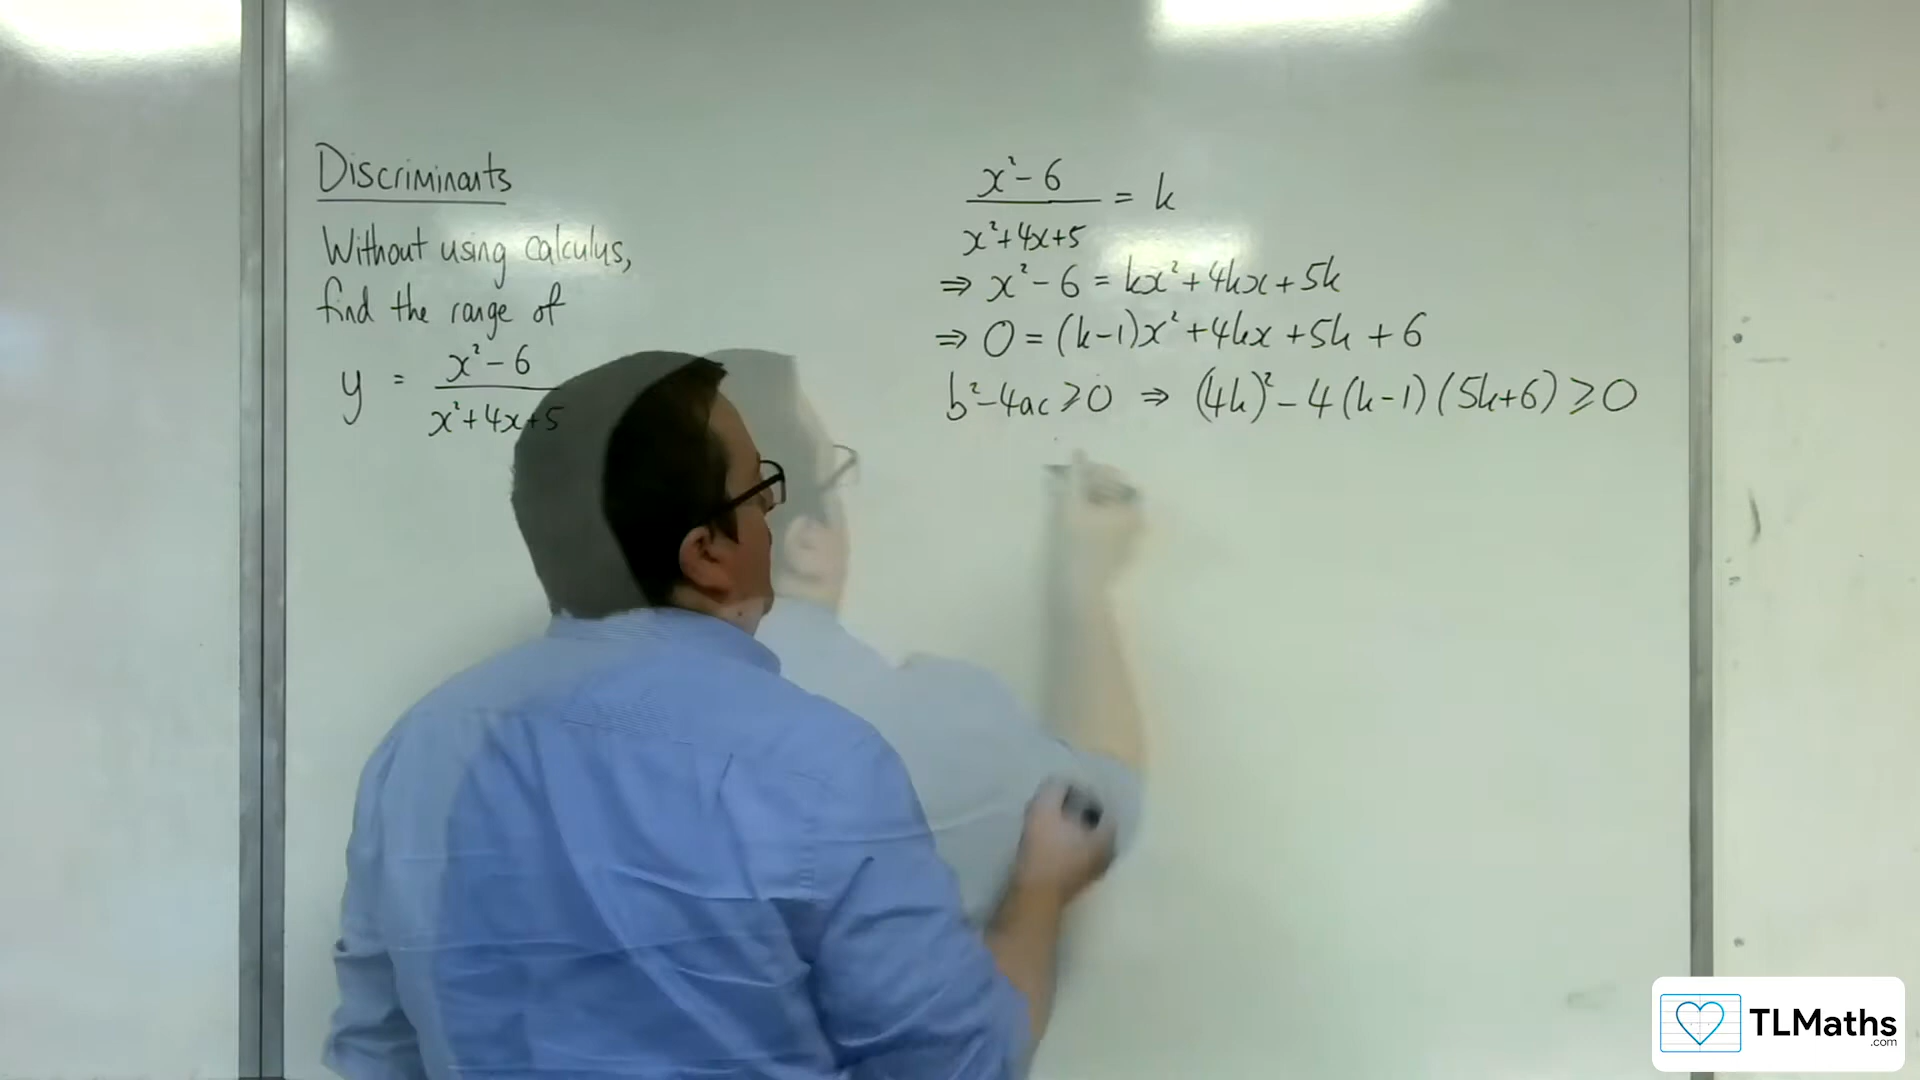 Discriminants
Without using calculus,
find the range of
y = x² - 6
x² + 4x + 5
x² - 6 = k
x² + 4x + 5
⇒ x² - 6 = kx² + 4kx + 5k
⇒ 0 = (k-1)x² + 4kx + 5k + 6
b² - 4ac ⩾ 0 ⇒ (4k)² - 4(k-1)(5k+6) ⩾ 0
TLMaths
.com